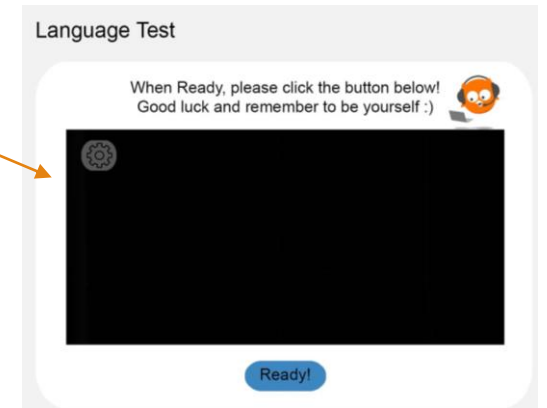 Language Test
When Ready, please click the button below!
Good luck and remember to be yourself :)
Ready!